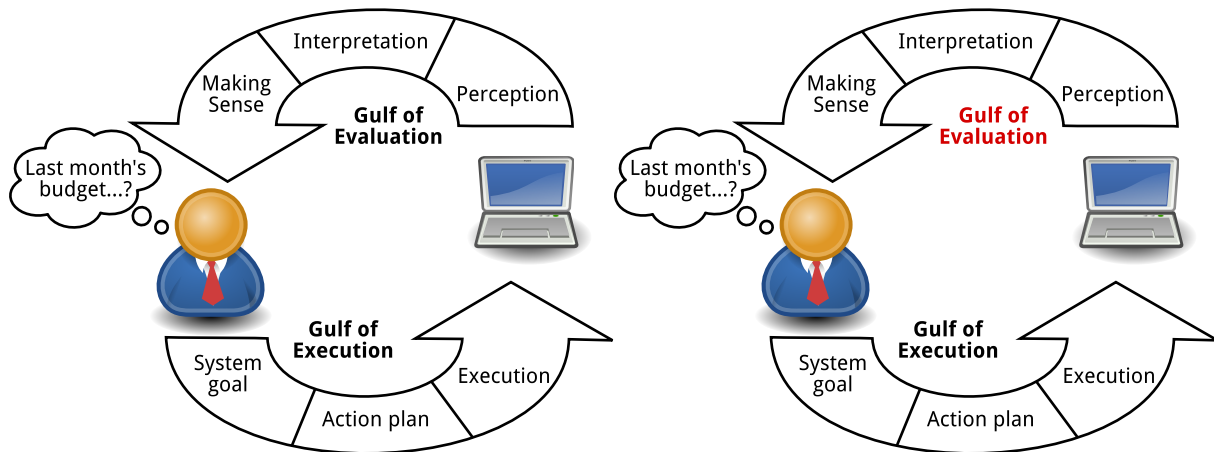 Interpretation
Making
Sense
Perception
Gulf of
Evaluation
Last month's
budget...?
Gulf of
Execution
System
goal
Execution
Action plan
Interpretation
Making
Sense
Perception
Gulf of
Evaluation
Last month's
budget...?
Gulf of
Execution
System
goal
Execution
Action plan